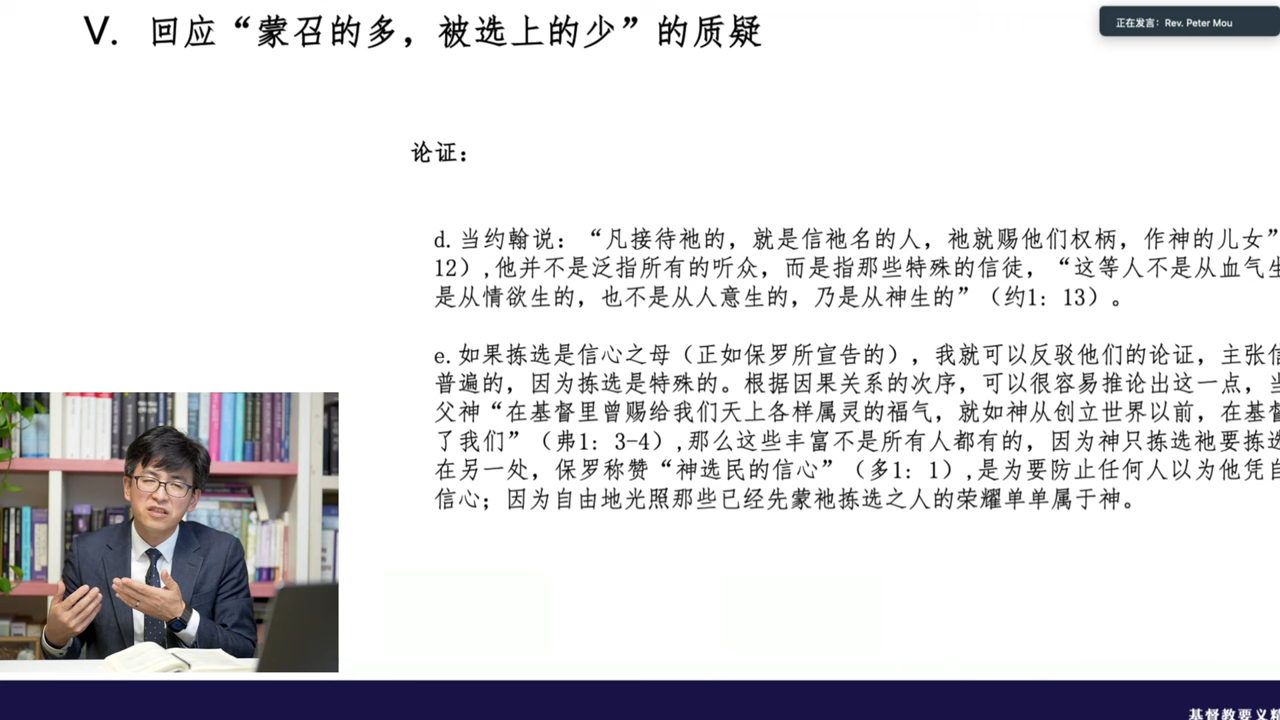 V. 回应“蒙召的多，被选上的少”的质疑
正在发言：Rev. Peter Mou
论证：
d. 当约翰说：“凡接待祂的，就是信祂名的人，祂就赐他们权柄，作神的儿女”
12），他并不是泛指所有的听众，而是指那些特殊的信徒，“这等人不是从血气生
是从情欲生的，也不是从人意生的，乃是从神生的”（约1：13）。
e. 如果拣选是信心之母（正如保罗所宣告的），我就可以反驳他们的论证，主张信
普遍的，因为拣选是特殊的。根据因果关系的次序，可以很容易推论出这一点，当
父神“在基督里曾赐给我们天上各样属灵的福气，就如神从创立世界以前，在基督
了我们”（弗1：3-4），那么这些丰富不是所有人都有的，因为神只拣选祂要拣选
在另一处，保罗称赞“神选民的信心”（多1：1），是为要防止任何人以为他凭自
信心；因为自由地光照那些已经先蒙祂拣选之人的荣耀单单属于神。
基督教要义精